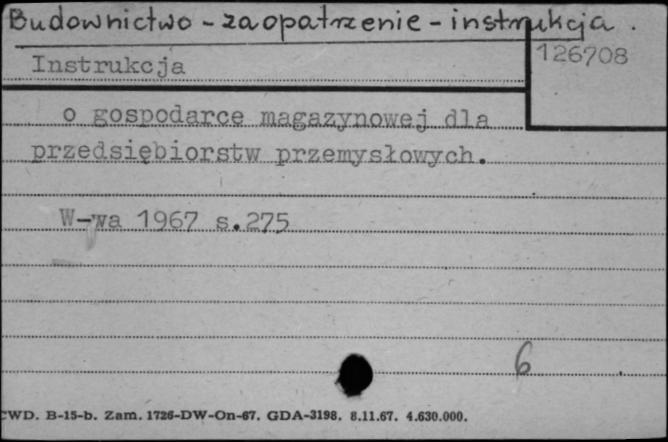 Budownictwo - zaopatrzenie - instrukcja.
126708
Instrukcja
o gospodarce magazynowej dla
przedsiębiorstw przemysłowych.
W-wa 1967 s.275
6
CWD. B-15-b. Zam. 1726-DW-On-67. GDA-3198. 8.11.67. 4.630.000.